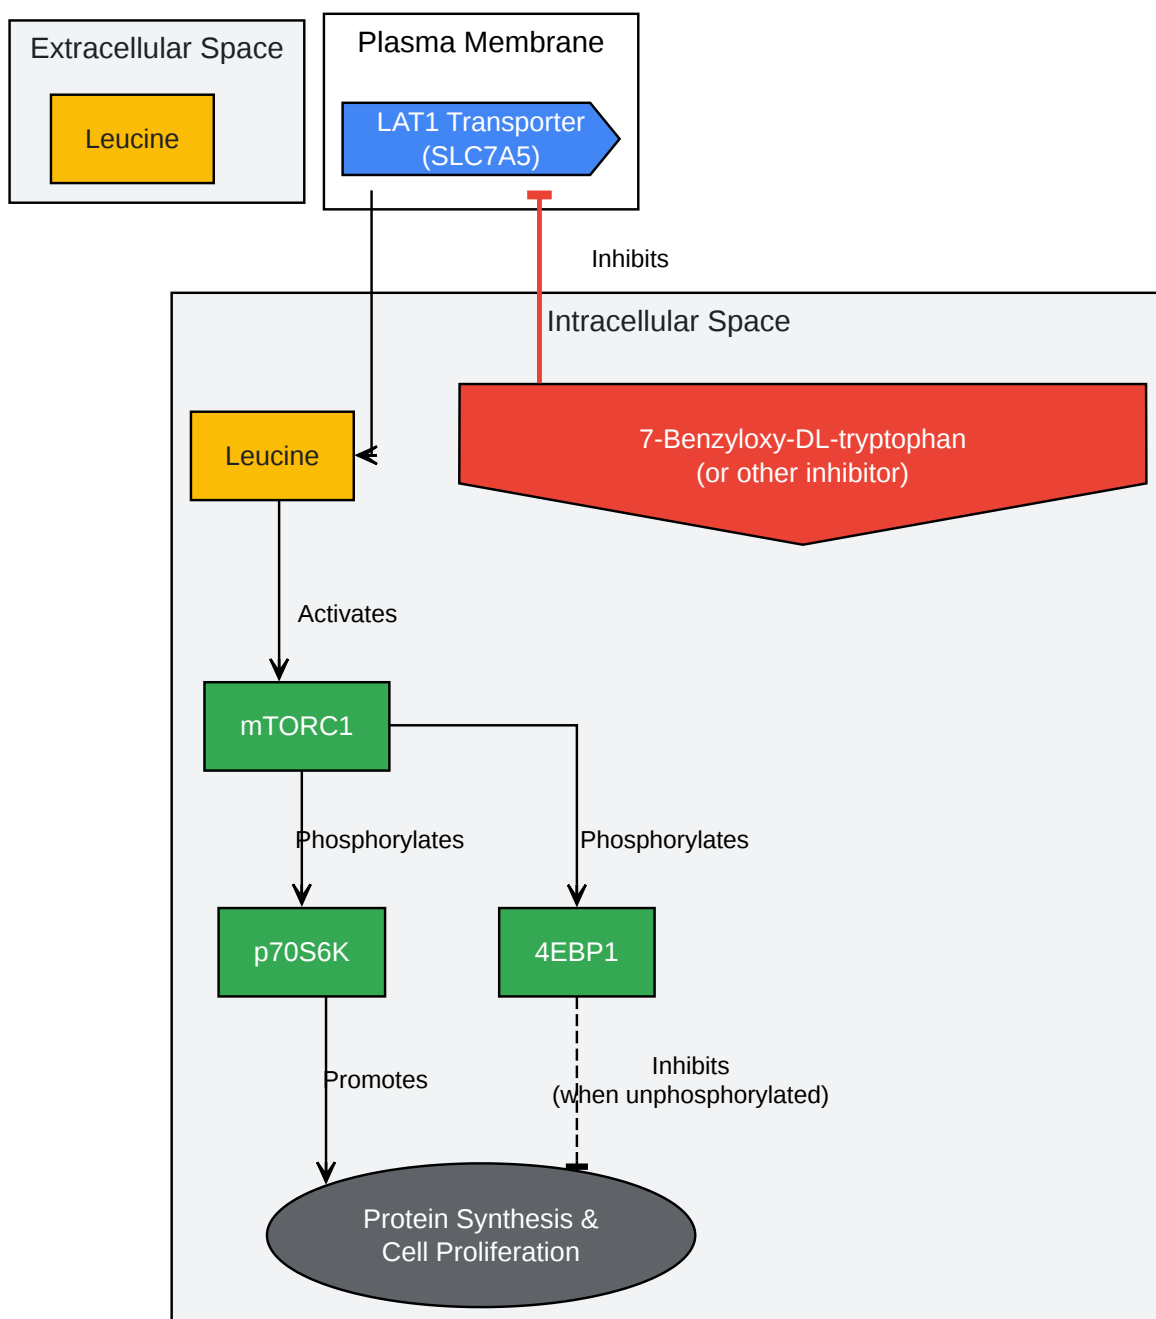 Extracellular Space
Leucine
Plasma Membrane
LAT1 Transporter
(SLC7A5)
Inhibits
Intracellular Space
7-Benzyloxy-DL-tryptophan
(or other inhibitor)
Leucine
Activates
mTORC1
Phosphorylates
Phosphorylates
p70S6K
4EBP1
Promotes
Inhibits
(when unphosphorylated)
Protein Synthesis &
Cell Proliferation